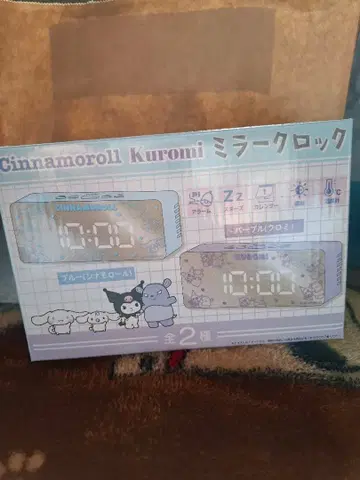 Cinnamoroll Kuromi ミラークロック
アラーム スヌーズ カレンダー
CINNAMOROLL
10:00
ブルー(シナモロール)
パープル(クロミ)
KUROMI
10:00
全2種